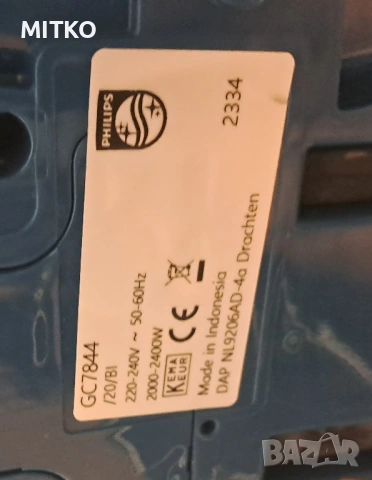 MITKO
PHILIPS
2334
GC7844
/20/BI
220-240V ~ 50-60Hz
2000-2400W
KEMA
KEUR
CE
Made in Indonesia
DAP NL9206AD-4a Drachten
BAZAR